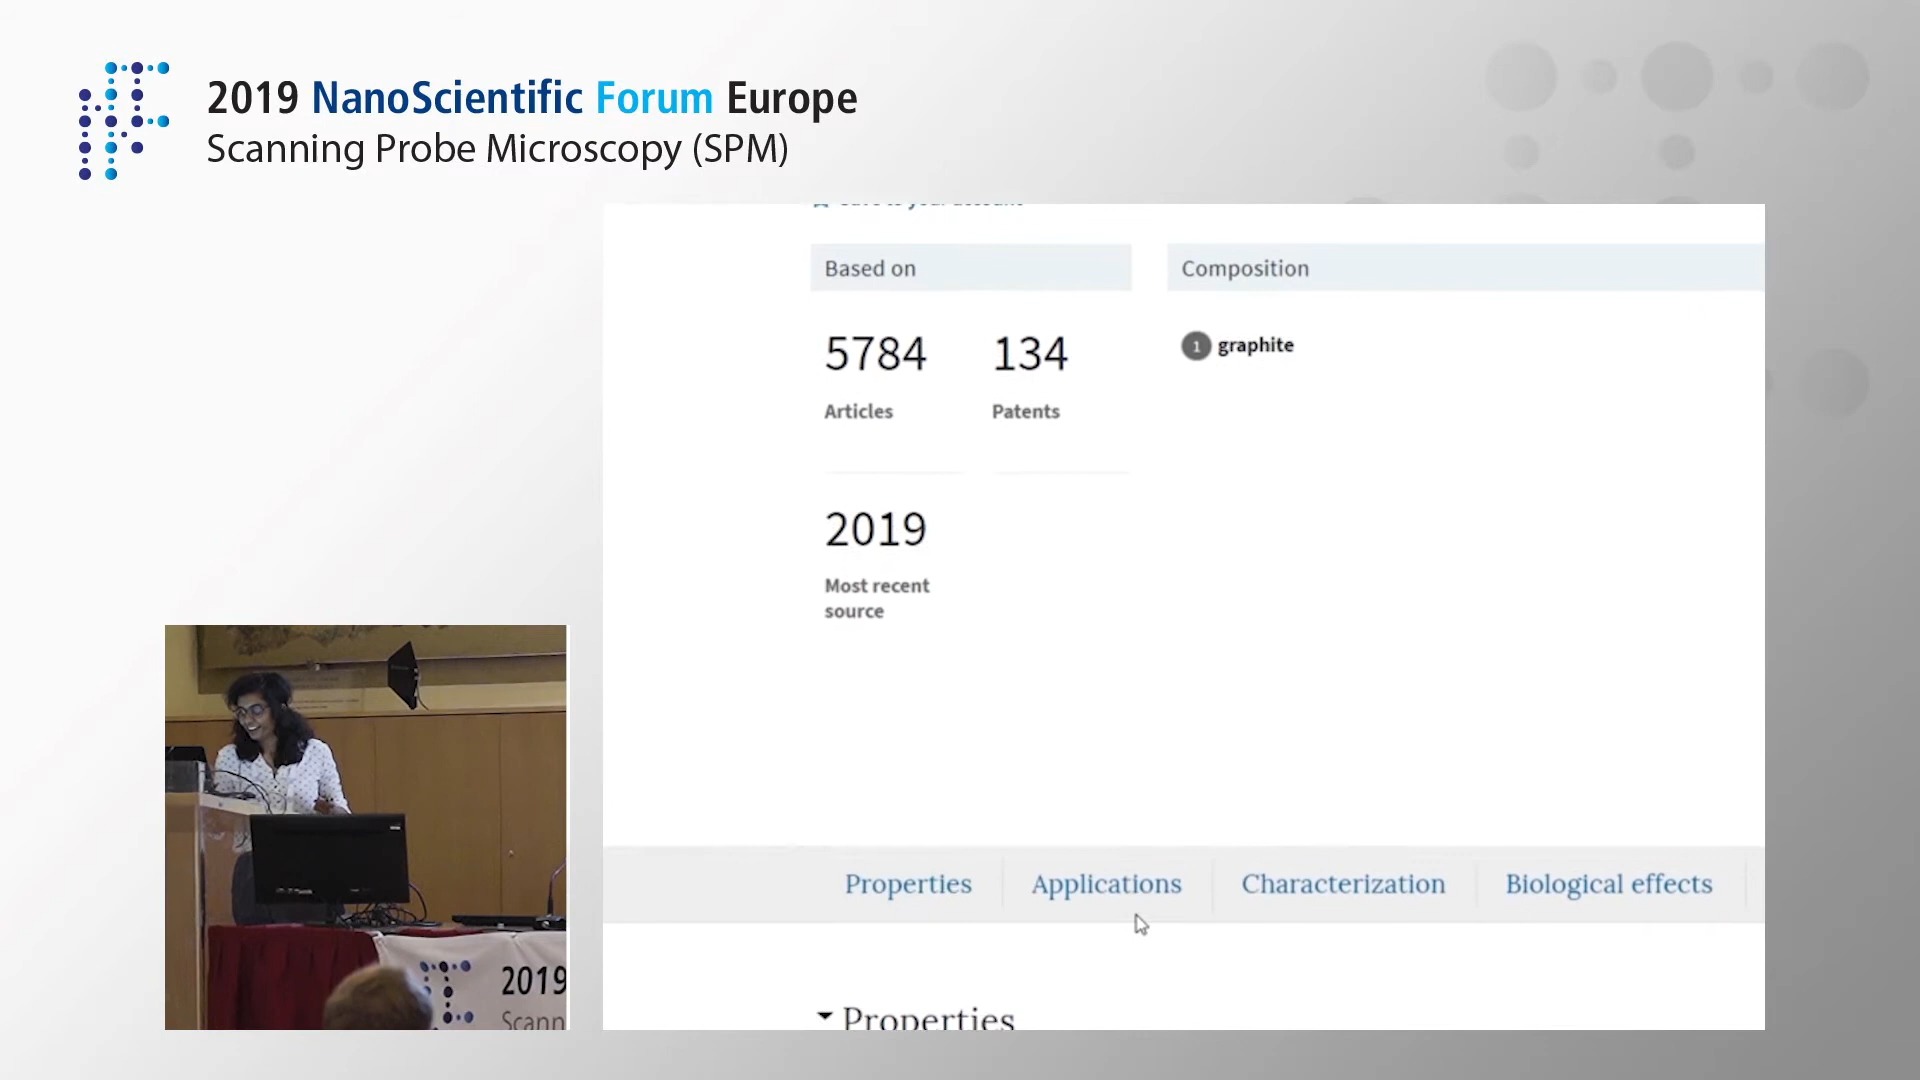 2019 NanoScientific Forum Europe
Scanning Probe Microscopy (SPM)
Based on
Composition
5784
134
1 graphite
Articles
Patents
2019
Most recent
source
Properties
Applications
Characterization
Biological effects
Properties
2019
Scann